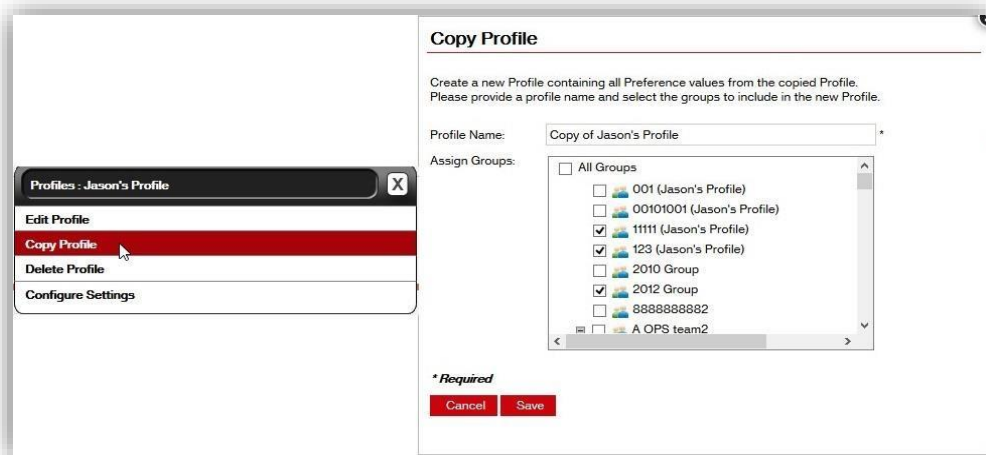 Profiles : Jason's Profile
X
Edit Profile
Copy Profile
Delete Profile
Configure Settings
Copy Profile
Create a new Profile containing all Preference values from the copied Profile.
Please provide a profile name and select the groups to include in the new Profile.
Profile Name: Copy of Jason's Profile *
Assign Groups:
All Groups
001 (Jason's Profile)
00101001 (Jason's Profile)
11111 (Jason's Profile)
123 (Jason's Profile)
2010 Group
2012 Group
8888888882
A OPS team2
* Required
Cancel Save